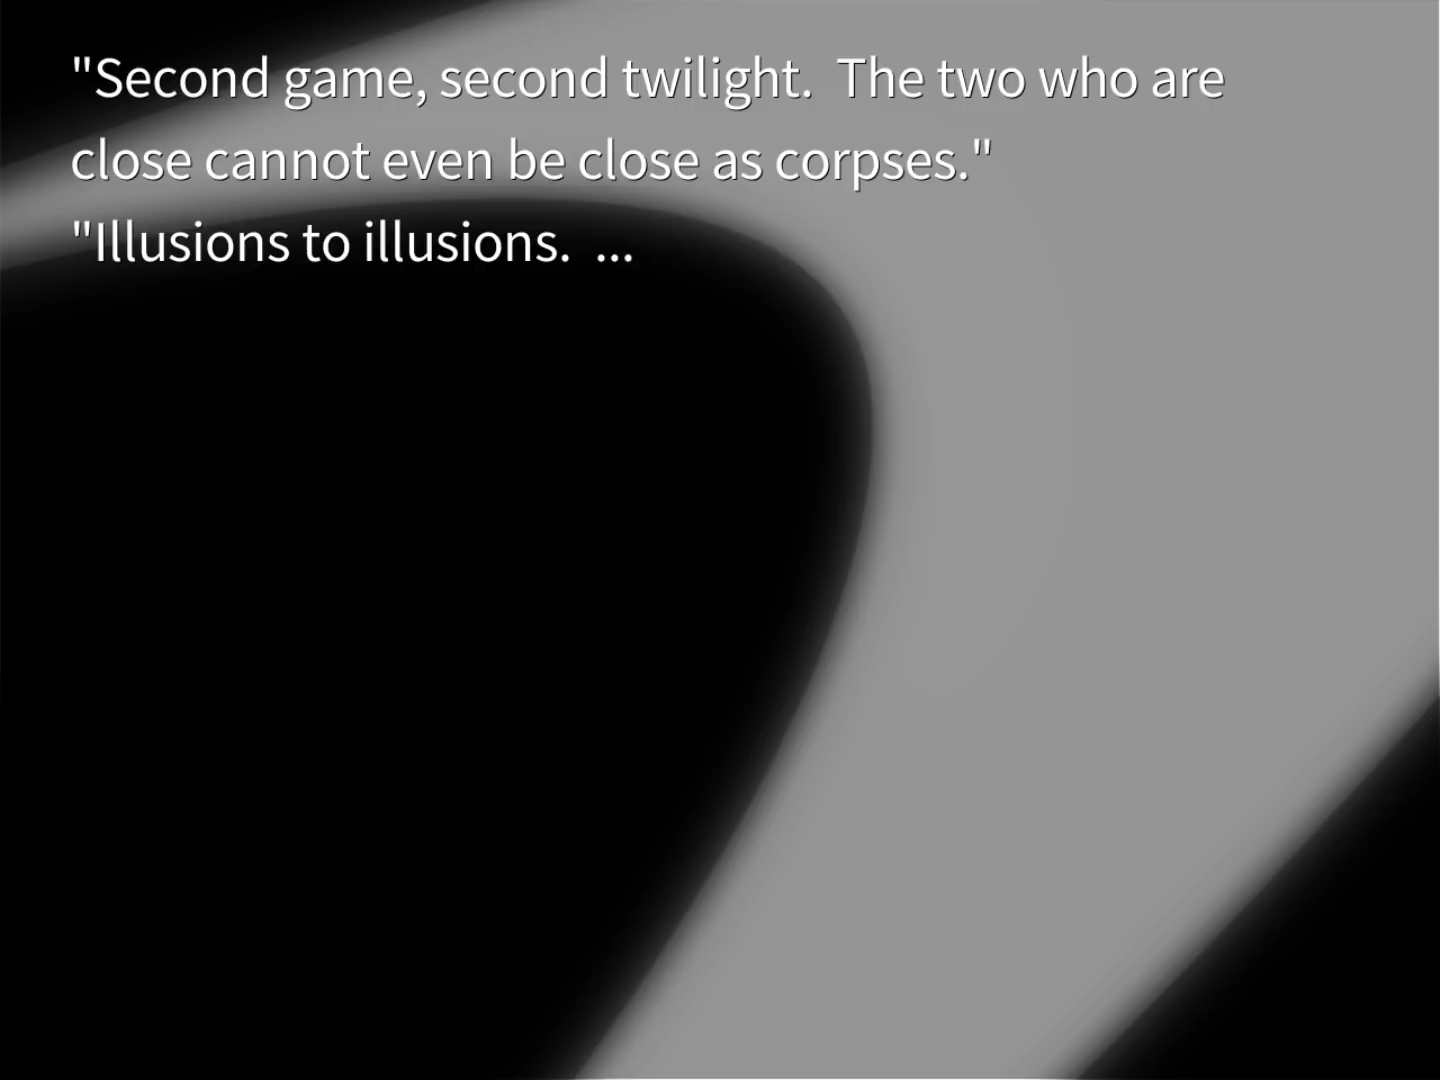 "Second game, second twilight.  The two who are
close cannot even be close as corpses."
"Illusions to illusions.  ...